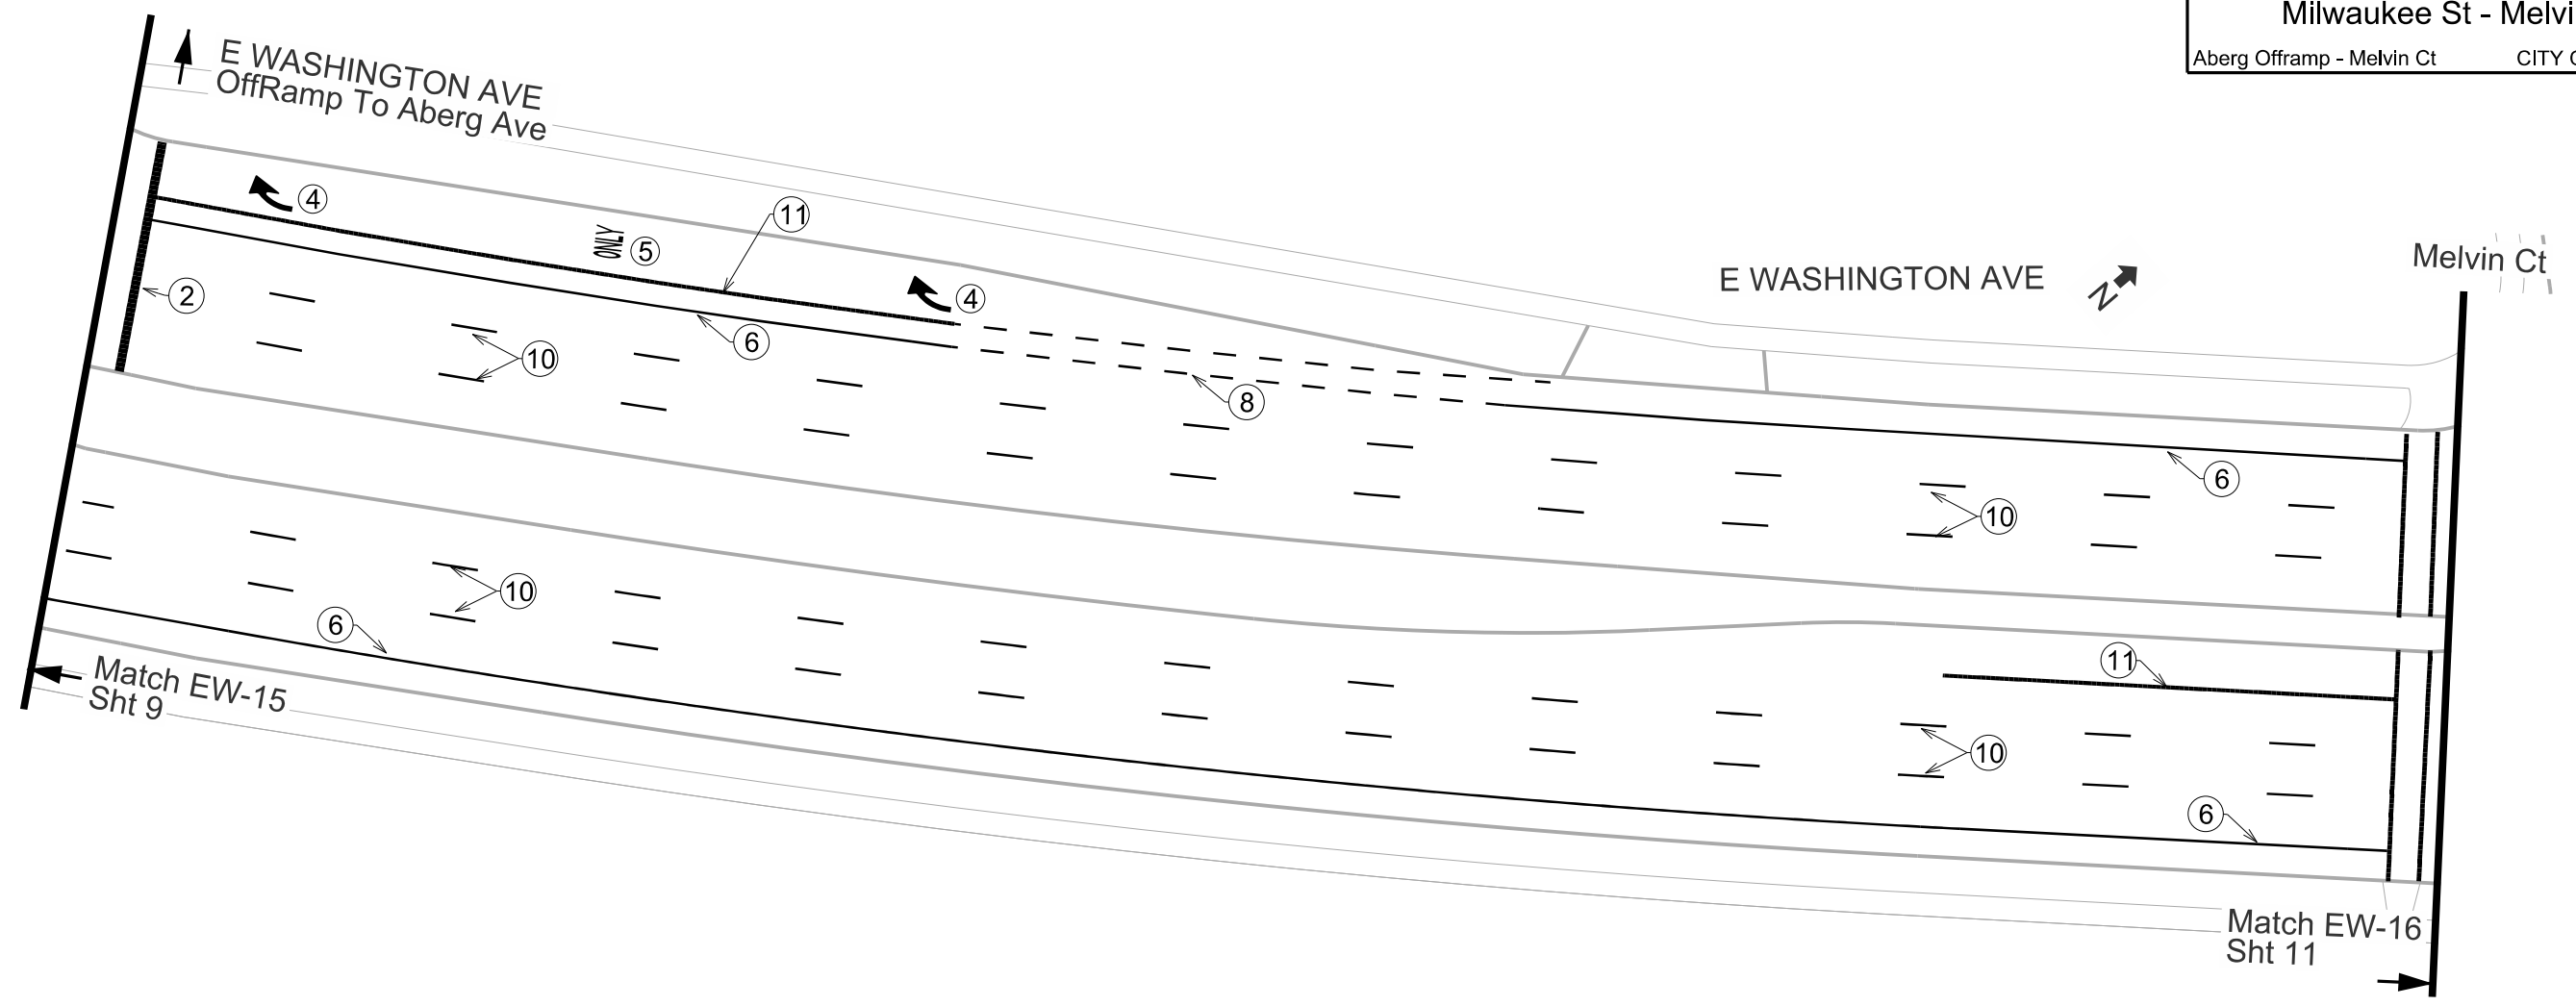 Milwaukee St - Melvi
Aberg Offramp - Melvin Ct CITY
E WASHINGTON AVE
OffRamp To Aberg Ave
4
11
ONLY 5
E WASHINGTON AVE
N
Melvin Ct
2
6
4
10
8
6
10
10
6
11
10
6
Match EW-15
Sht 9
Match EW-16
Sht 11